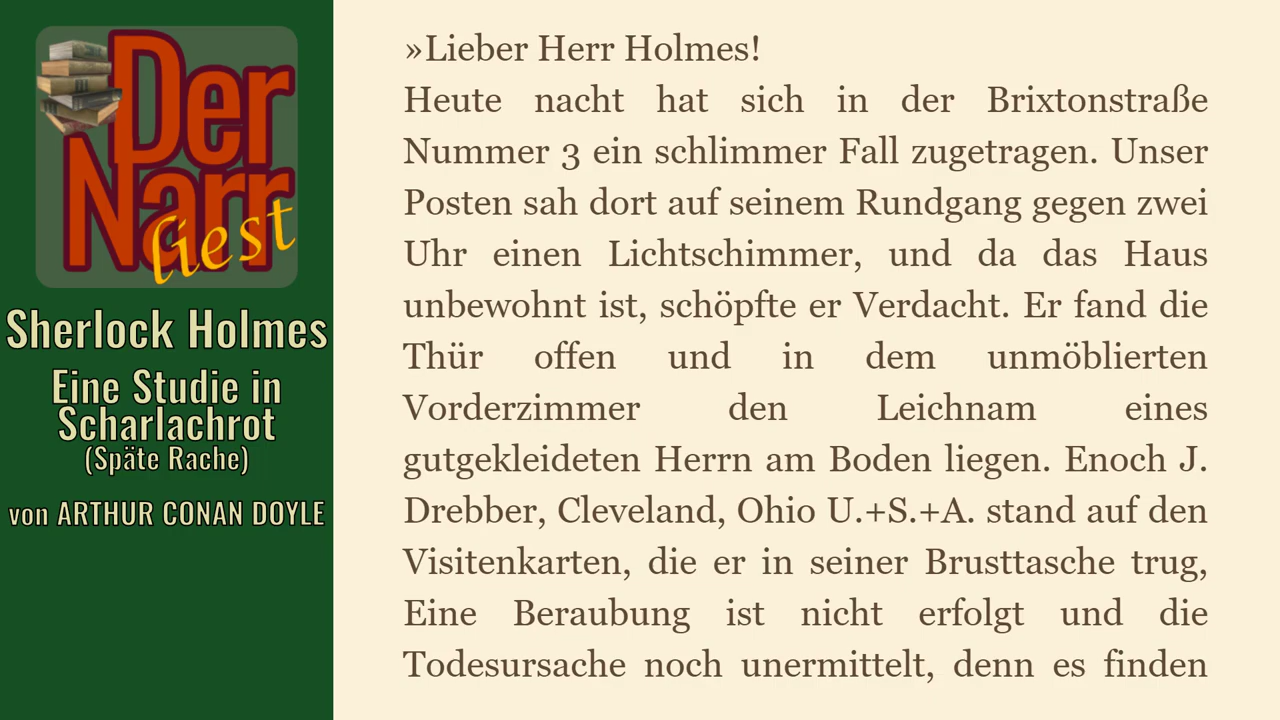 Der
Narr
liest
Sherlock Holmes
Eine Studie in
Scharlachrot
(Späte Rache)
von ARTHUR CONAN DOYLE
»Lieber Herr Holmes!
Heute nacht hat sich in der Brixtonstraße
Nummer 3 ein schlimmer Fall zugetragen. Unser
Posten sah dort auf seinem Rundgang gegen zwei
Uhr einen Lichtschimmer, und da das Haus
unbewohnt ist, schöpfte er Verdacht. Er fand die
Thür offen und in dem unmöblierten
Vorderzimmer den Leichnam eines
gutgekleideten Herrn am Boden liegen. Enoch J.
Drebber, Cleveland, Ohio U.+S.+A. stand auf den
Visitenkarten, die er in seiner Brusttasche trug,
Eine Beraubung ist nicht erfolgt und die
Todesursache noch unermittelt, denn es finden